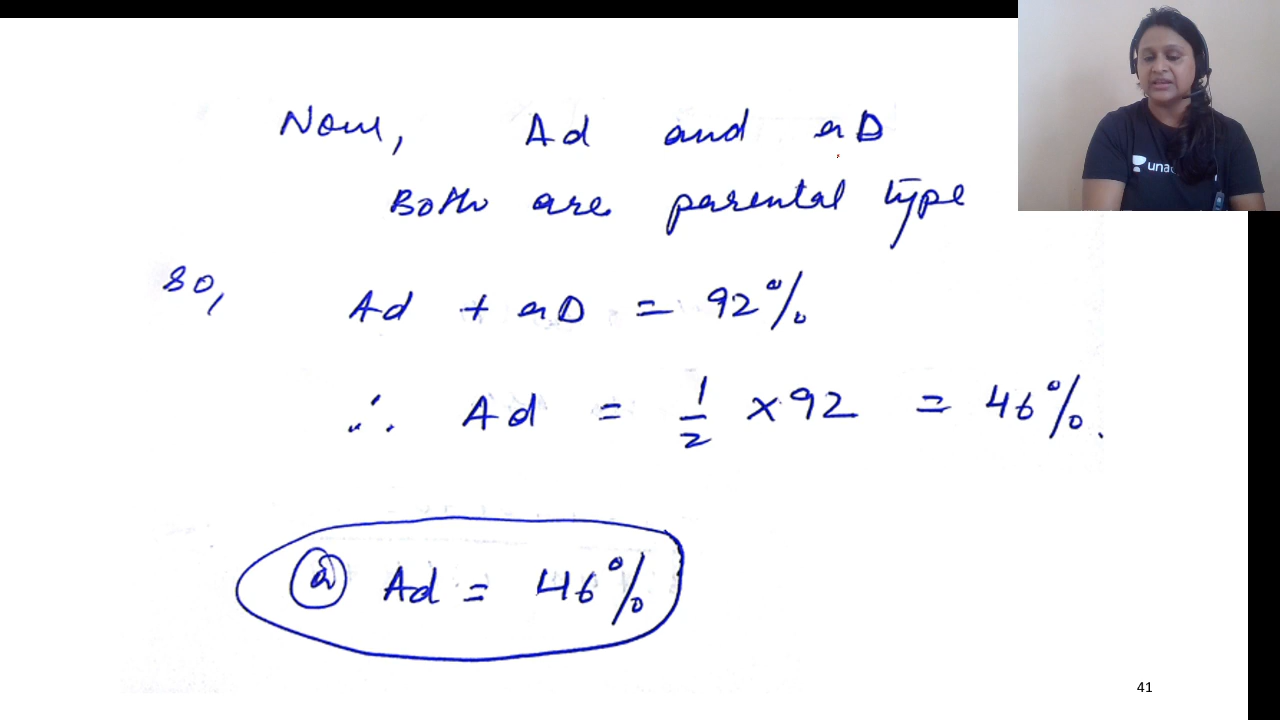 Now, Ad and aD
Both are parental type
so, Ad + aD = 92%
∴ Ad = 1/2 × 92 = 46%.
(a) Ad = 46%
una
41